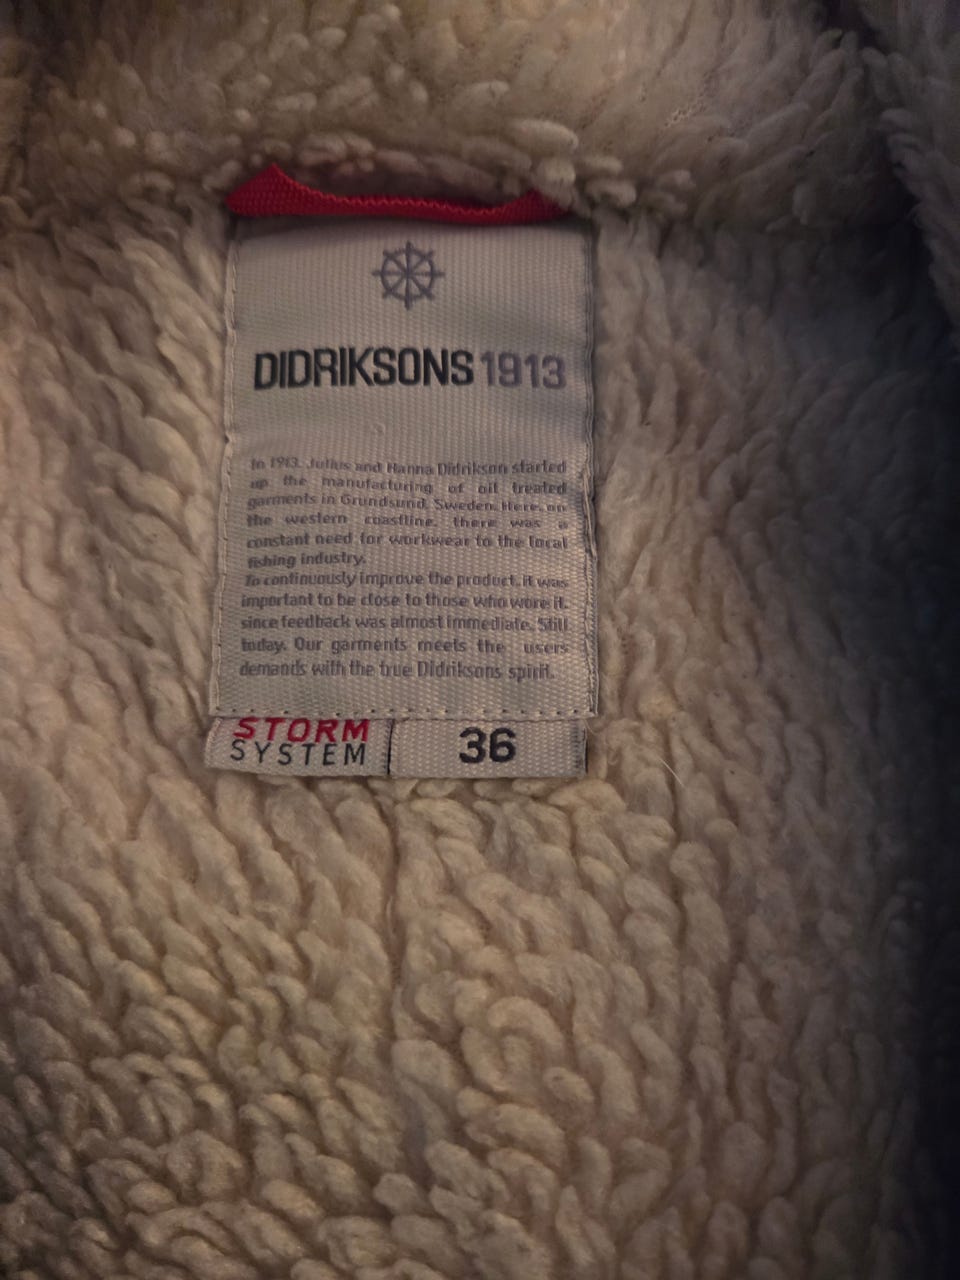 DIDRIKSONS 1913
In 1913, Julius and Hanna Didrikson started
up the manufacturing of oil treated
garments in Grundsund, Sweden. Here, on
the western coastline, there was a
constant need for workwear to the local
fishing industry.
To continuously improve the product, it was
important to be close to those who wore it,
since feedback was almost immediate. Still
today. Our garments meets the users
demands with the true Didriksons spirit.
STORM
SYSTEM
36